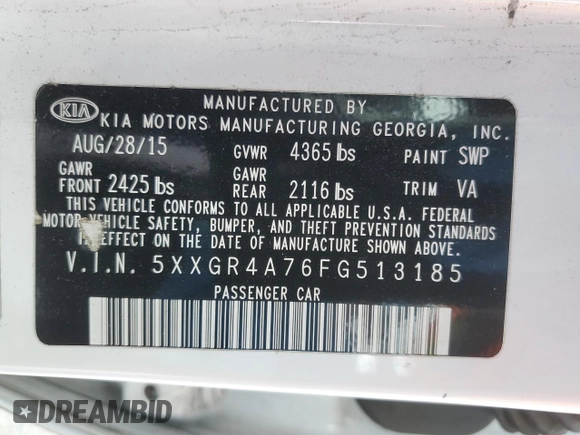 MANUFACTURED BY
KIA KIA MOTORS MANUFACTURING GEORGIA, INC.
AUG/28/15 GVWR 4365 lbs PAINT SWP
GAWR FRONT 2425 lbs GAWR REAR 2116 lbs TRIM VA
THIS VEHICLE CONFORMS TO ALL APPLICABLE U.S.A. FEDERAL
MOTOR VEHICLE SAFETY, BUMPER, AND THEFT PREVENTION STANDARDS
IN EFFECT ON THE DATE OF MANUFACTURE SHOWN ABOVE.
V.I.N. 5XXGR4A76FG513185
PASSENGER CAR
DREAMBID